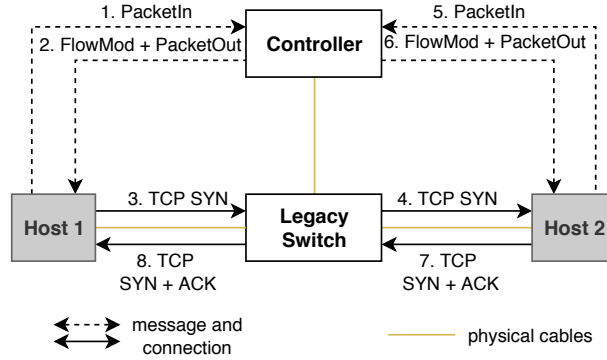 1. PacketIn
5. PacketIn
2. FlowMod + PacketOut
Controller
6. FlowMod + PacketOut
3. TCP SYN
4. TCP SYN
Host 1
Legacy
Switch
Host 2
8. TCP
SYN + ACK
7. TCP
SYN + ACK
message and
connection
physical cables